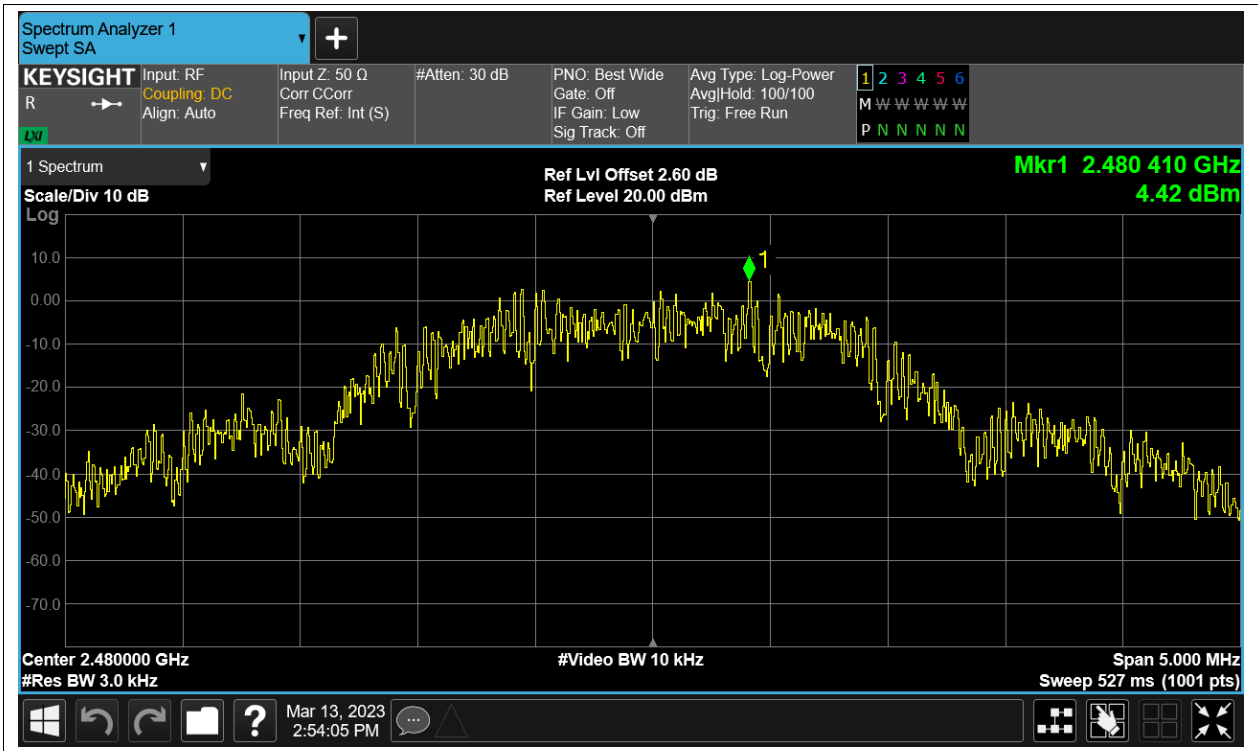 Spectrum Analyzer 1
Swept SA
KEYSIGHT
R
LXI
Input: RF
Coupling: DC
Align: Auto
Input Z: 50 Ω
Corr CCorr
Freq Ref: Int (S)
#Atten: 30 dB
PNO: Best Wide
Gate: Off
IF Gain: Low
Sig Track: Off
Avg Type: Log-Power
Avg|Hold: 100/100
Trig: Free Run
1 2 3 4 5 6
M W W W W W
P N N N N N
1 Spectrum
Scale/Div 10 dB
Log
Ref Lvl Offset 2.60 dB
Ref Level 20.00 dBm
Mkr1 2.480 410 GHz
4.42 dBm
1
10.0
0.00
-10.0
-20.0
-30.0
-40.0
-50.0
-60.0
-70.0
Center 2.480000 GHz
#Res BW 3.0 kHz
#Video BW 10 kHz
Span 5.000 MHz
Sweep 527 ms (1001 pts)
?
Mar 13, 2023
2:54:05 PM